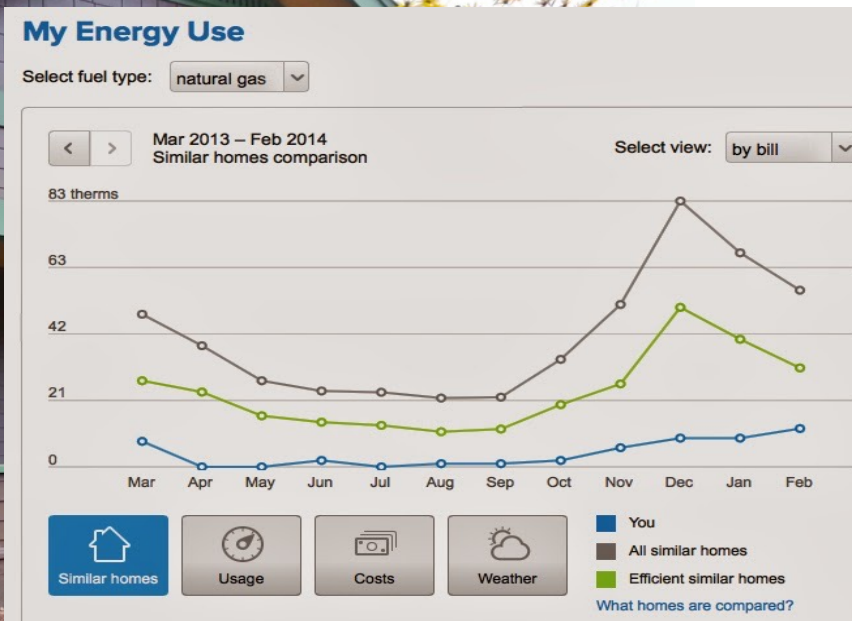 My Energy Use
Select fuel type: natural gas
Mar 2013 – Feb 2014
Similar homes comparison
Select view: by bill
83 therms
63
42
21
0
Mar Apr May Jun Jul Aug Sep Oct Nov Dec Jan Feb
Similar homes
Usage
Costs
Weather
You
All similar homes
Efficient similar homes
What homes are compared?